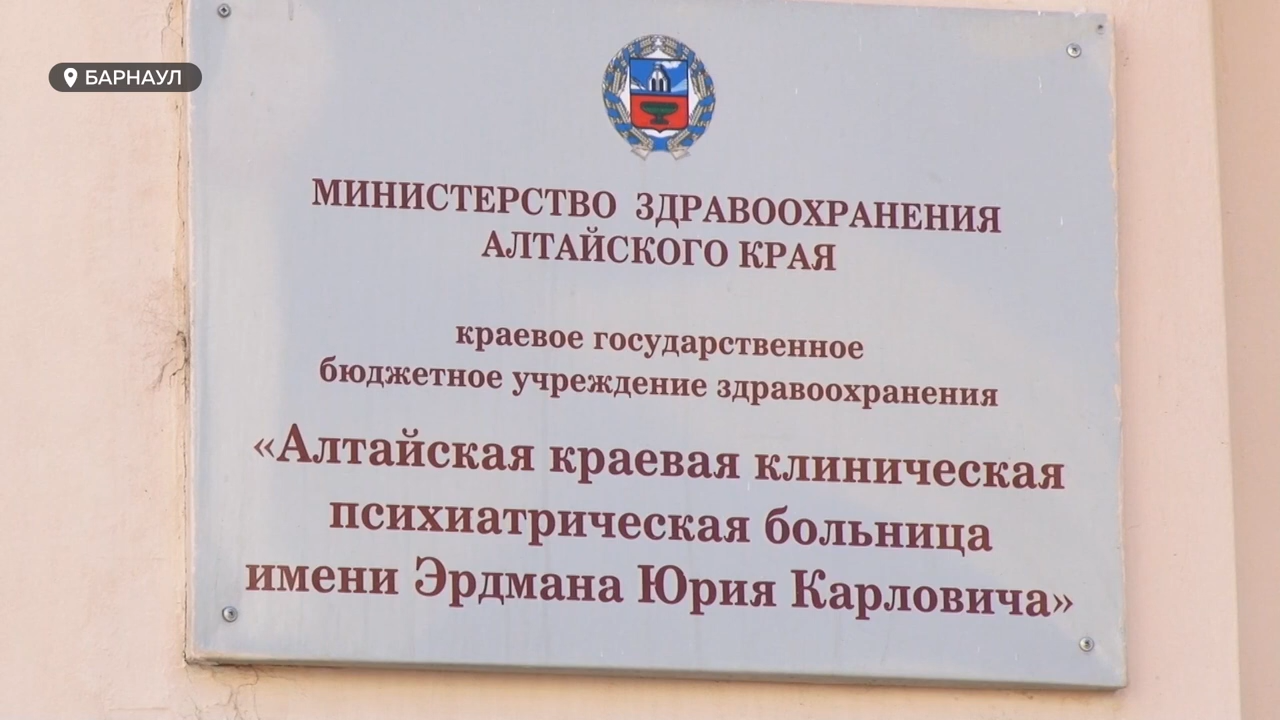 БАРНАУЛ
МИНИСТЕРСТВО ЗДРАВООХРАНЕНИЯ
АЛТАЙСКОГО КРАЯ
краевое государственное
бюджетное учреждение здравоохранения
«Алтайская краевая клиническая
психиатрическая больница
имени Эрдмана Юрия Карловича»